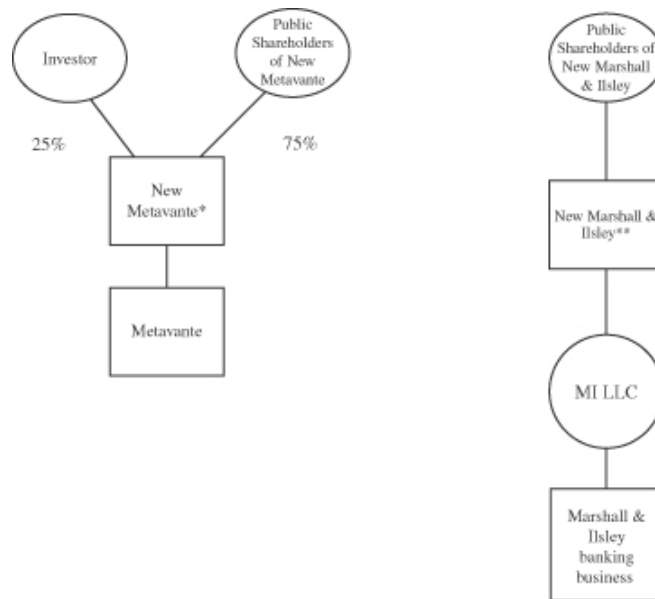 Investor
Public
Shareholders
of New
Metavante
25%
75%
New
Metavante*
Metavante
Public
Shareholders of
New Marshall
& Ilsley
New Marshall &
Ilsley**
MI LLC
Marshall &
Ilsley
banking
business